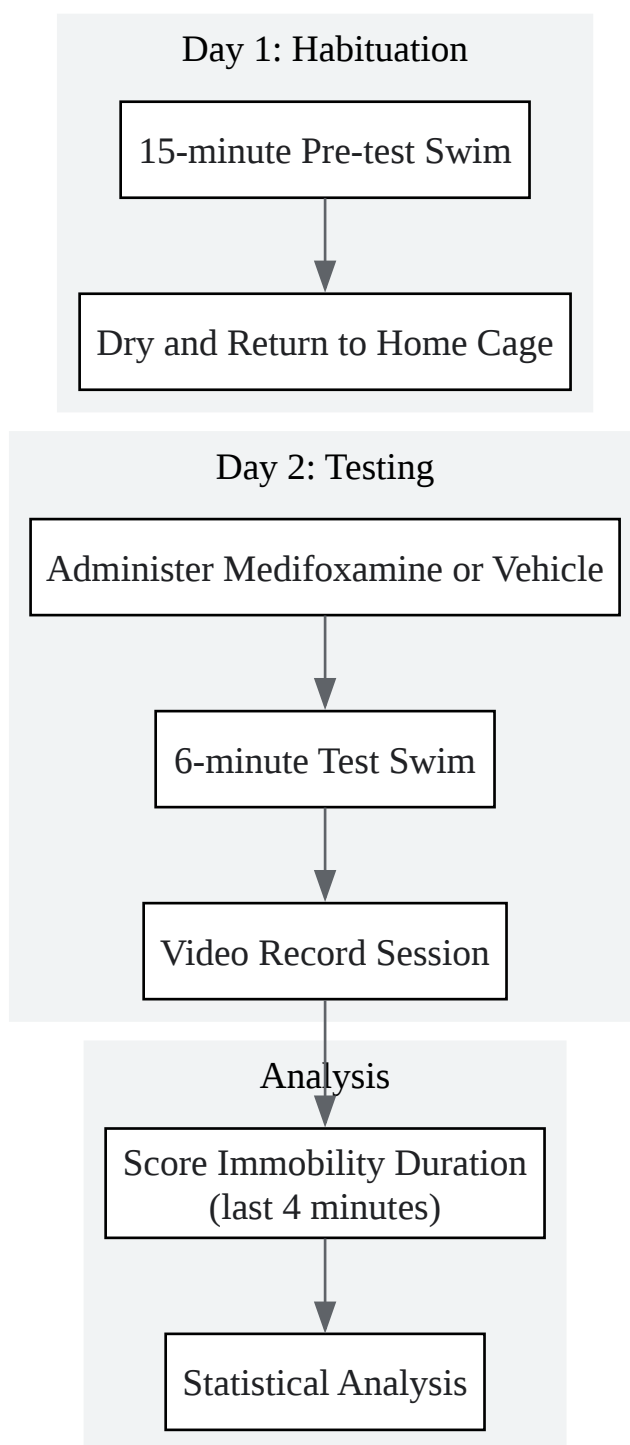 Day 1: Habituation
15-minute Pre-test Swim
Dry and Return to Home Cage
Day 2: Testing
Administer Medifoxamine or Vehicle
6-minute Test Swim
Video Record Session
Analysis
Score Immobility Duration
(last 4 minutes)
Statistical Analysis